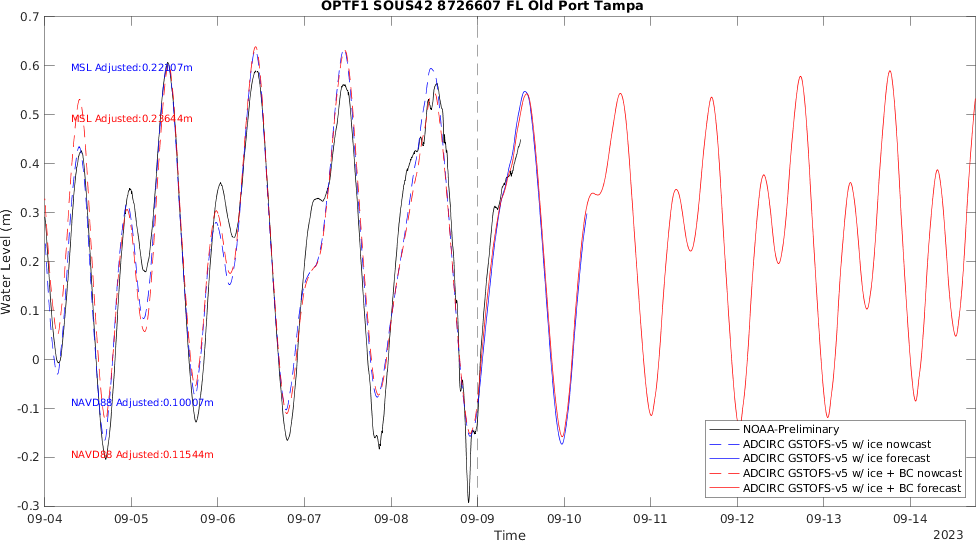 OPTF1 SOUS42 8726607 FL Old Port Tampa
0.7
0.6
0.5
0.4
0.3
0.2
0.1
0
-0.1
-0.2
-0.3
Water Level (m)
MSL Adjusted:0.22107m
MSL Adjusted:0.23644m
NAVD88 Adjusted:0.10007m
NAVD88 Adjusted:0.11544m
NOAA-Preliminary
ADCIRC GSTOFS-v5 w/ ice nowcast
ADCIRC GSTOFS-v5 w/ ice forecast
ADCIRC GSTOFS-v5 w/ ice + BC nowcast
ADCIRC GSTOFS-v5 w/ ice + BC forecast
09-04 09-05 09-06 09-07 09-08 09-09 09-10 09-11 09-12 09-13 09-14
Time
2023